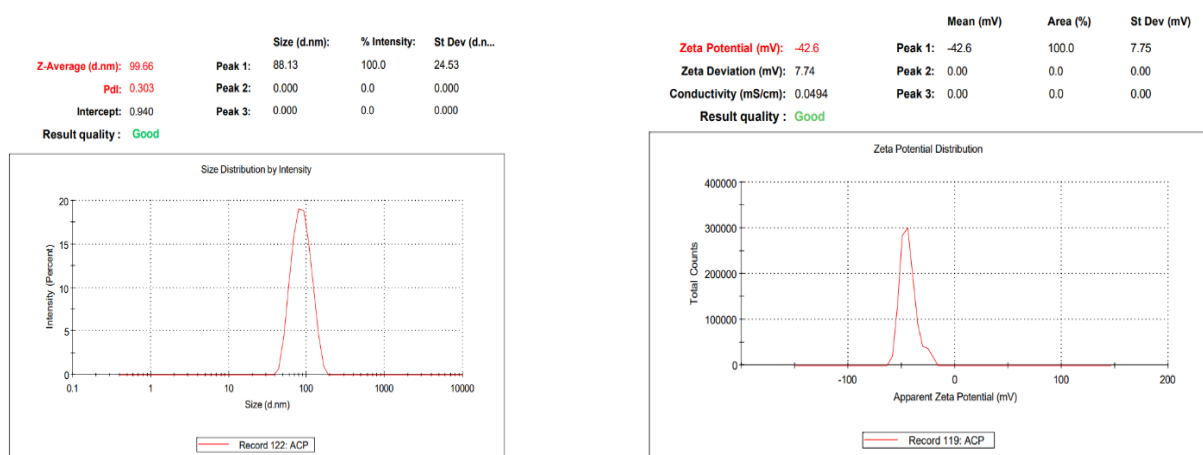 Size (d.nm): % Intensity: St Dev (d.n...
Z-Average (d.nm): 99.66 Peak 1: 88.13 100.0 24.53
PdI: 0.303 Peak 2: 0.000 0.0 0.000
Intercept: 0.940 Peak 3: 0.000 0.0 0.000
Result quality : Good
Size Distribution by Intensity
Intensity (Percent)
20
15
10
5
0
0.1 1 10 100 1000 10000
Size (d.nm)
Record 122: ACP
Mean (mV) Area (%) St Dev (mV)
Zeta Potential (mV): -42.6 Peak 1: -42.6 100.0 7.75
Zeta Deviation (mV): 7.74 Peak 2: 0.00 0.0 0.00
Conductivity (mS/cm): 0.0494 Peak 3: 0.00 0.0 0.00
Result quality : Good
Zeta Potential Distribution
Total Counts
400000
300000
200000
100000
0
-100 0 100 200
Apparent Zeta Potential (mV)
Record 119: ACP